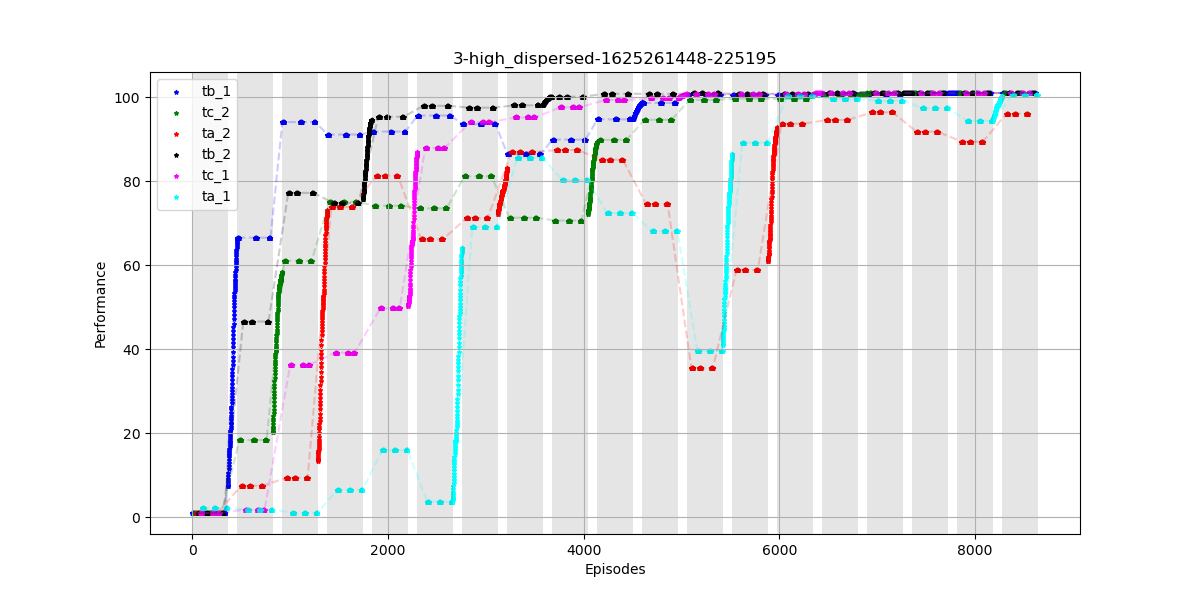 3-high_dispersed-1625261448-225195
tb_1
tc_2
ta_2
tb_2
tc_1
ta_1
100
80
60
40
20
0
Performance
0 2000 4000 6000 8000
Episodes